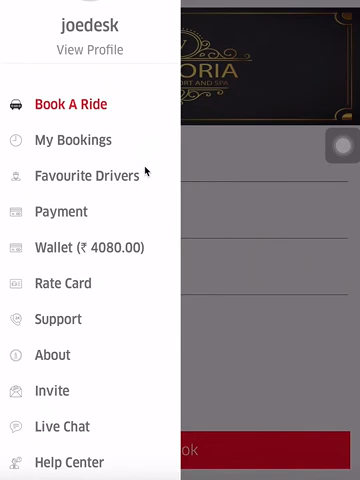 joedesk
View Profile
ORIA
ORT AND SPA
Book A Ride
My Bookings
Favourite Drivers
Payment
Wallet (₹ 4080.00)
Rate Card
Support
About
Invite
Live Chat
ok
Help Center